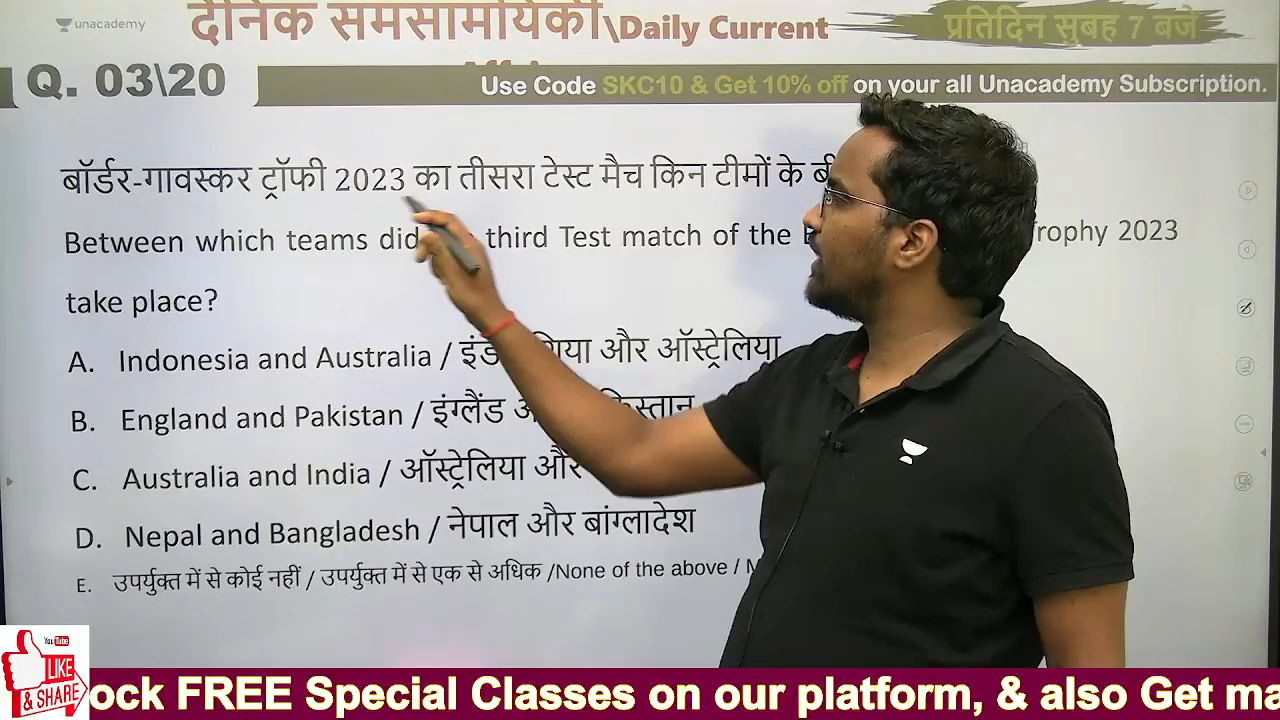 unacademy
दैनिक समसामयिकी\Daily Current
प्रतिदिन सुबह 7 बजे
Q. 03\20
Use Code SKC10 & Get 10% off on your all Unacademy Subscription.
बॉर्डर-गावस्कर ट्रॉफी 2023 का तीसरा टेस्ट मैच किन टीमों के
Between which teams did third Test match of the Trophy 2023
take place?
A. Indonesia and Australia / और ऑस्ट्रेलिया
B. England and Pakistan / इंग्लैंड
C. Australia and India / ऑस्ट्रेलिया और
D. Nepal and Bangladesh / नेपाल और बांग्लादेश
E. उपर्युक्त में से कोई नहीं / उपर्युक्त में से एक से अधिक /None of the above /
YouTube
LIKE
& SHARE
FREE Special Classes on our platform, & also Get